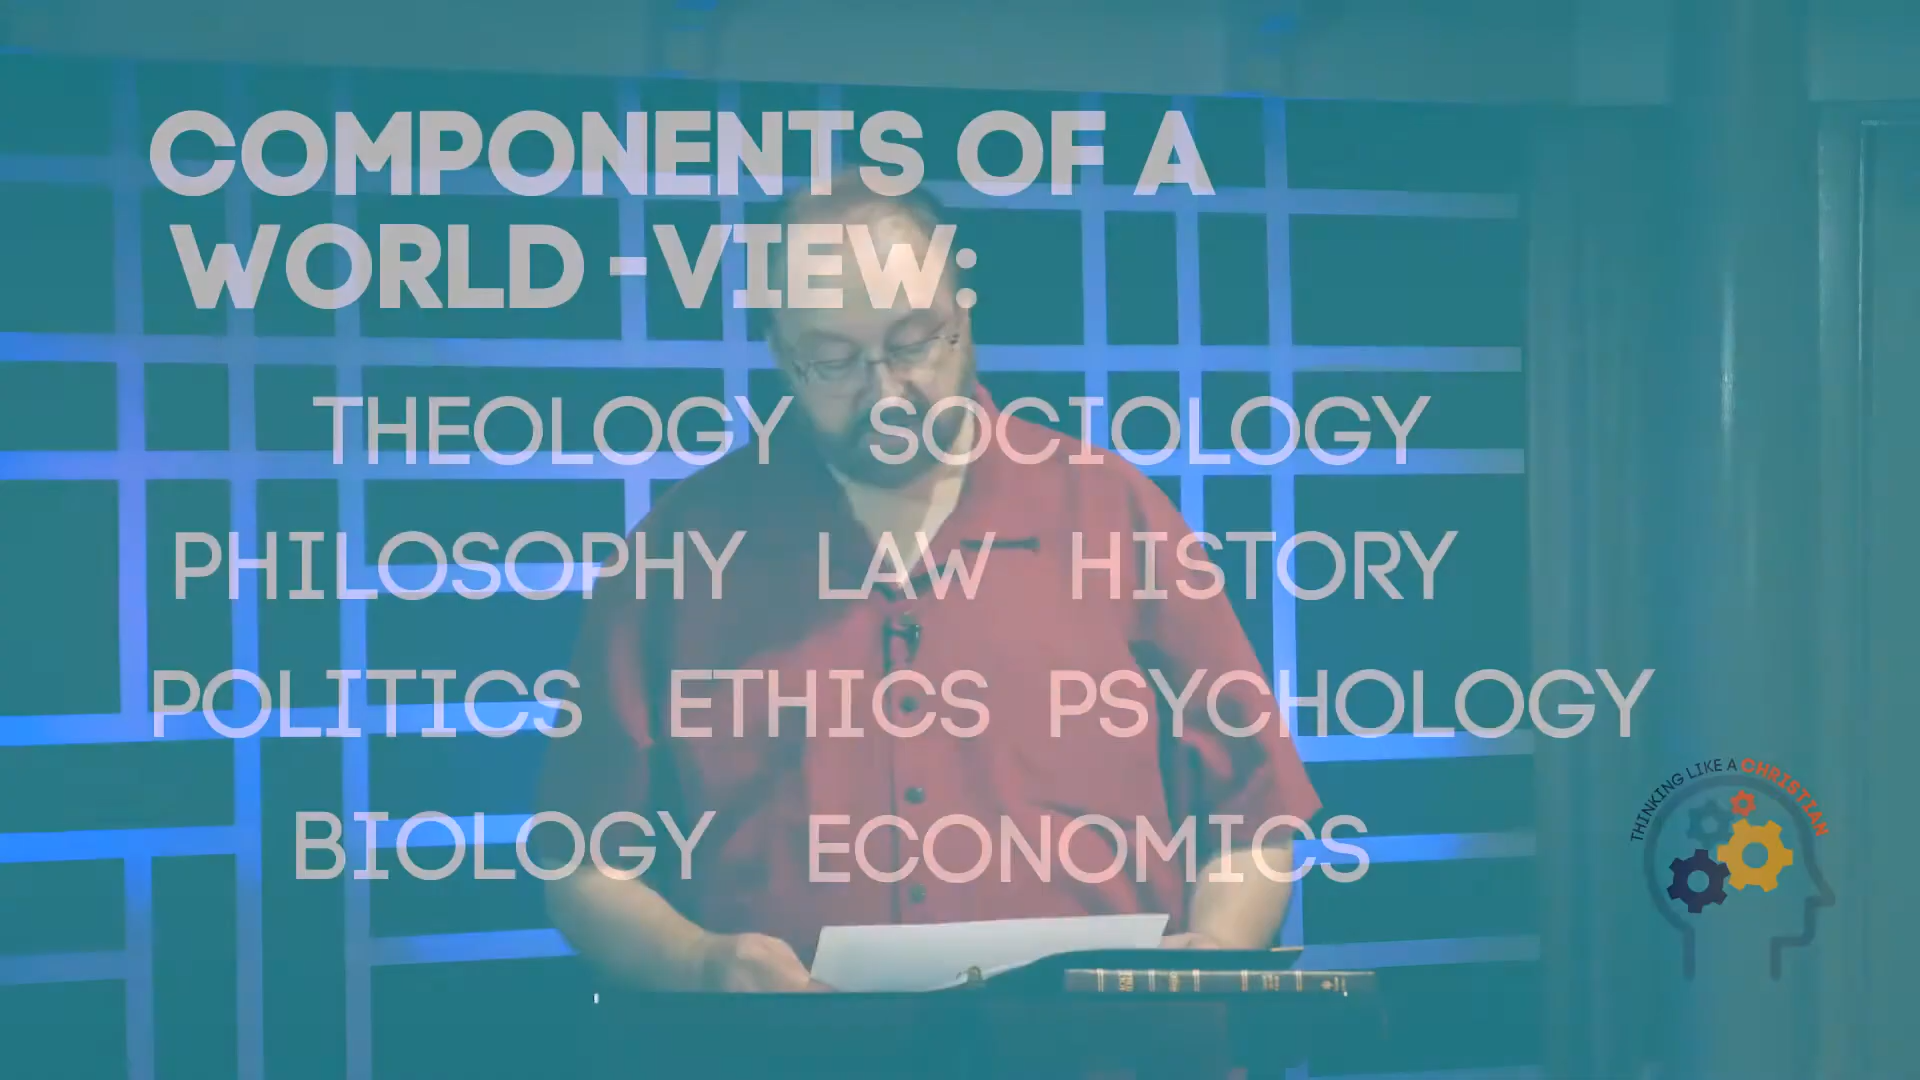 COMPONENTS OF A
WORLD-VIEW:
THEOLOGY SOCIOLOGY
PHILOSOPHY LAW HISTORY
POLITICS ETHICS PSYCHOLOGY
BIOLOGY ECONOMICS
THINKING LIKE A CHRISTIAN